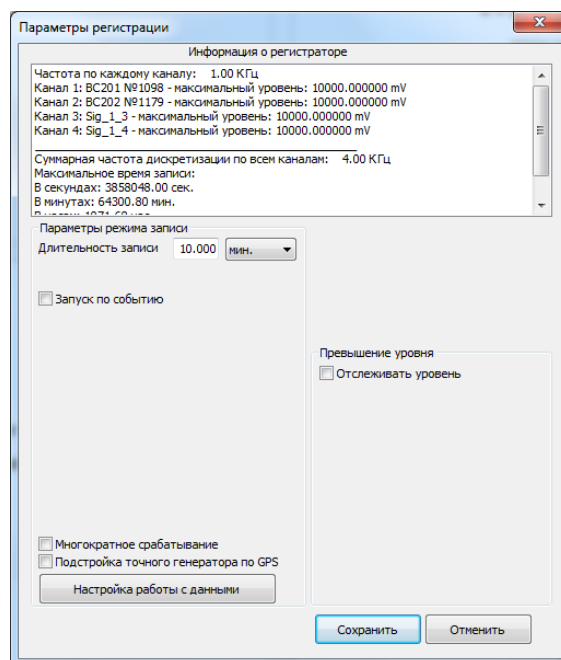 Параметры регистрации
Информация о регистраторе
Частота по каждому каналу: 1.00 КГц
Канал 1: BC201 №1098 - максимальный уровень: 10000.000000 mV
Канал 2: BC202 №1179 - максимальный уровень: 10000.000000 mV
Канал 3: Sig_1_3 - максимальный уровень: 10000.000000 mV
Канал 4: Sig_1_4 - максимальный уровень: 10000.000000 mV
Суммарная частота дискретизации по всем каналам: 4.00 КГц
Максимальное время записи:
В секундах: 3858048.00 сек.
В минутах: 64300.80 мин.
Параметры режима записи
Длительность записи 10.000 мин.
Запуск по событию
Превышение уровня
Отслеживать уровень
Многократное срабатывание
Подстройка точного генератора по GPS
Настройка работы с данными
Сохранить Отменить